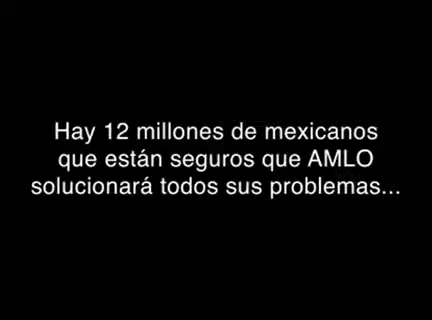 Hay 12 millones de mexicanos
que están seguros que AMLO
solucionará todos sus problemas...